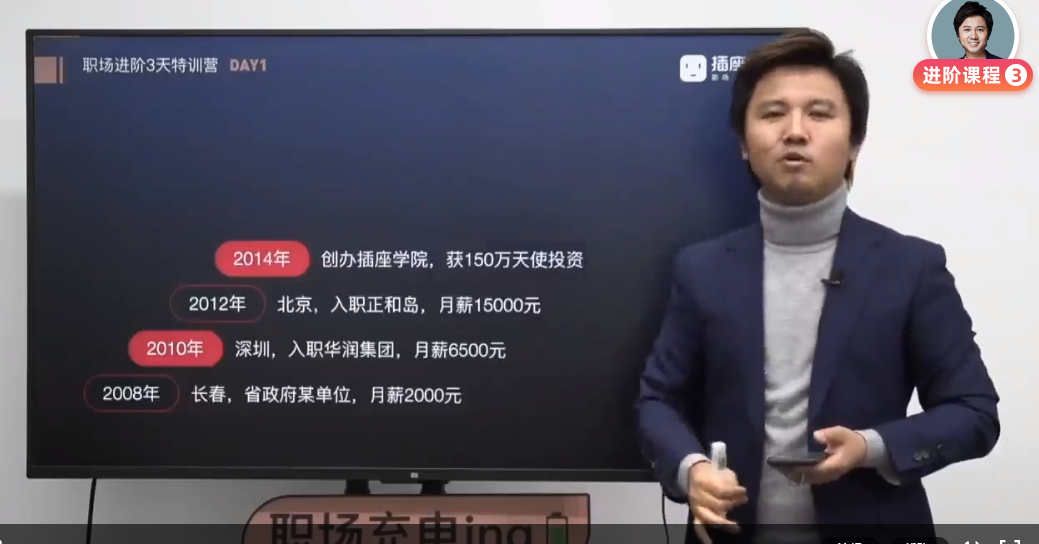 职场进阶3天特训营 DAY1
插座
职场
进阶课程 3
2014年 创办插座学院，获150万天使投资
2012年 北京，入职正和岛，月薪15000元
2010年 深圳，入职华润集团，月薪6500元
2008年 长春，省政府某单位，月薪2000元
职场充电ing